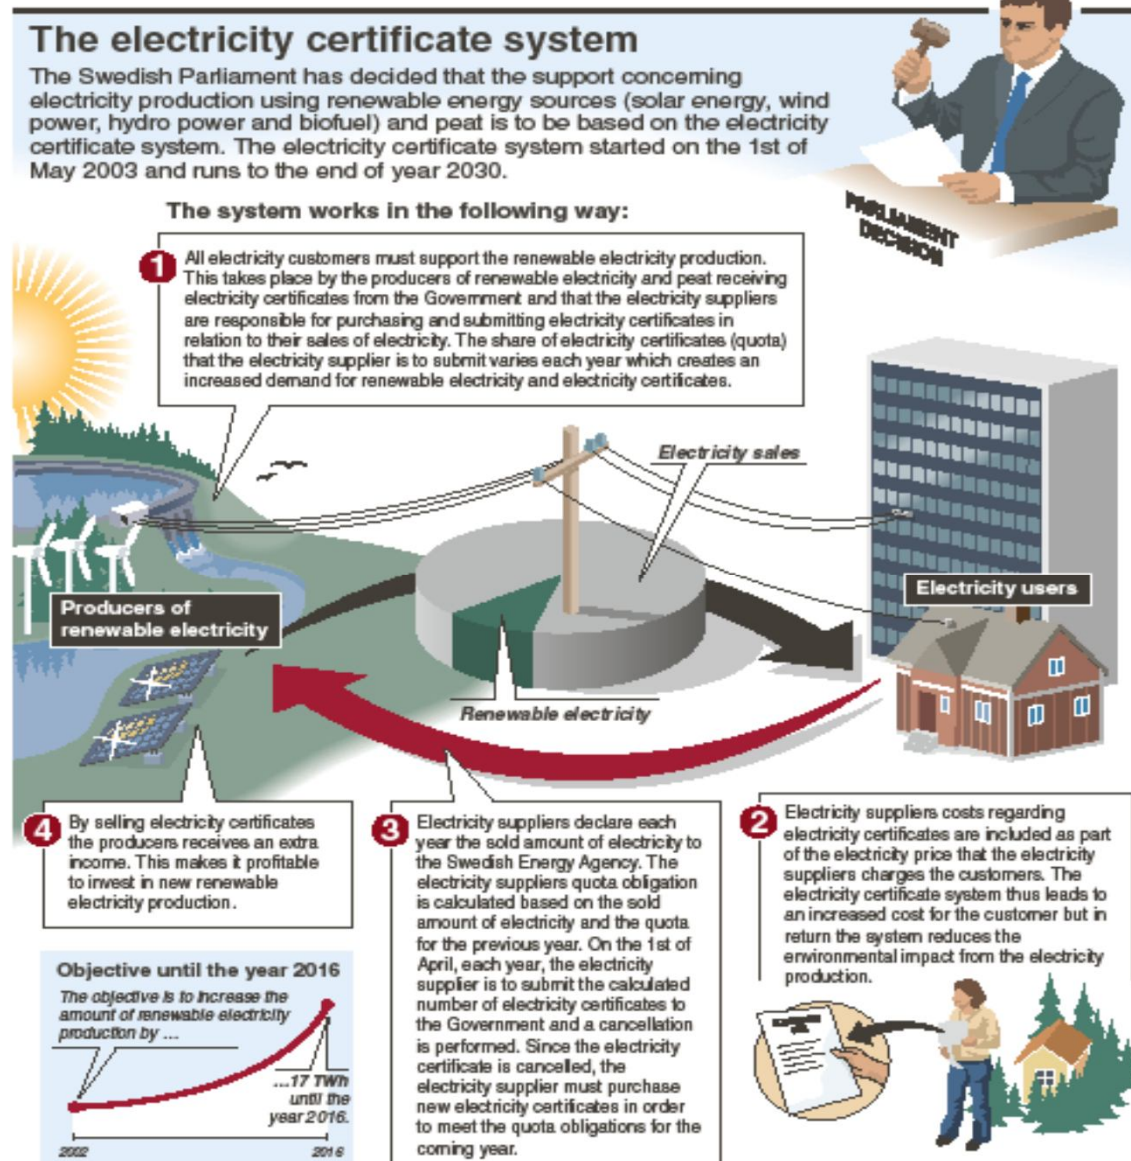 The electricity certificate system
The Swedish Parliament has decided that the support concerning
electricity production using renewable energy sources (solar energy, wind
power, hydro power and biofuel) and peat is to be based on the electricity
certificate system. The electricity certificate system started on the 1st of
May 2003 and runs to the end of year 2030.
PARLIAMENT
DECISION
The system works in the following way:
1
All electricity customers must support the renewable electricity production.
This takes place by the producers of renewable electricity and peat receiving
electricity certificates from the Government and that the electricity suppliers
are responsible for purchasing and submitting electricity certificates in
relation to their sales of electricity. The share of electricity certificates (quota)
that the electricity supplier is to submit varies each year which creates an
increased demand for renewable electricity and electricity certificates.
Electricity sales
Electricity users
Producers of
renewable electricity
Renewable electricity
4
By selling electricity certificates
the producers receives an extra
income. This makes it profitable
to invest in new renewable
electricity production.
3
Electricity suppliers declare each
year the sold amount of electricity to
the Swedish Energy Agency. The
electricity suppliers quota obligation
is calculated based on the sold
amount of electricity and the quota
for the previous year. On the 1st of
April, each year, the electricity
supplier is to submit the calculated
number of electricity certificates to
the Government and a cancellation
is performed. Since the electricity
certificate is cancelled, the
electricity supplier must purchase
new electricity certificates in order
to meet the quota obligations for the
coming year.
2
Electricity suppliers costs regarding
electricity certificates are included as part
of the electricity price that the electricity
suppliers charges the customers. The
electricity certificate system thus leads to
an increased cost for the customer but in
return the system reduces the
environmental impact from the electricity
production.
Objective until the year 2016
The objective is to increase the
amount of renewable electricity
production by ...
...17 TWh
until the
year 2016.
2002
2016